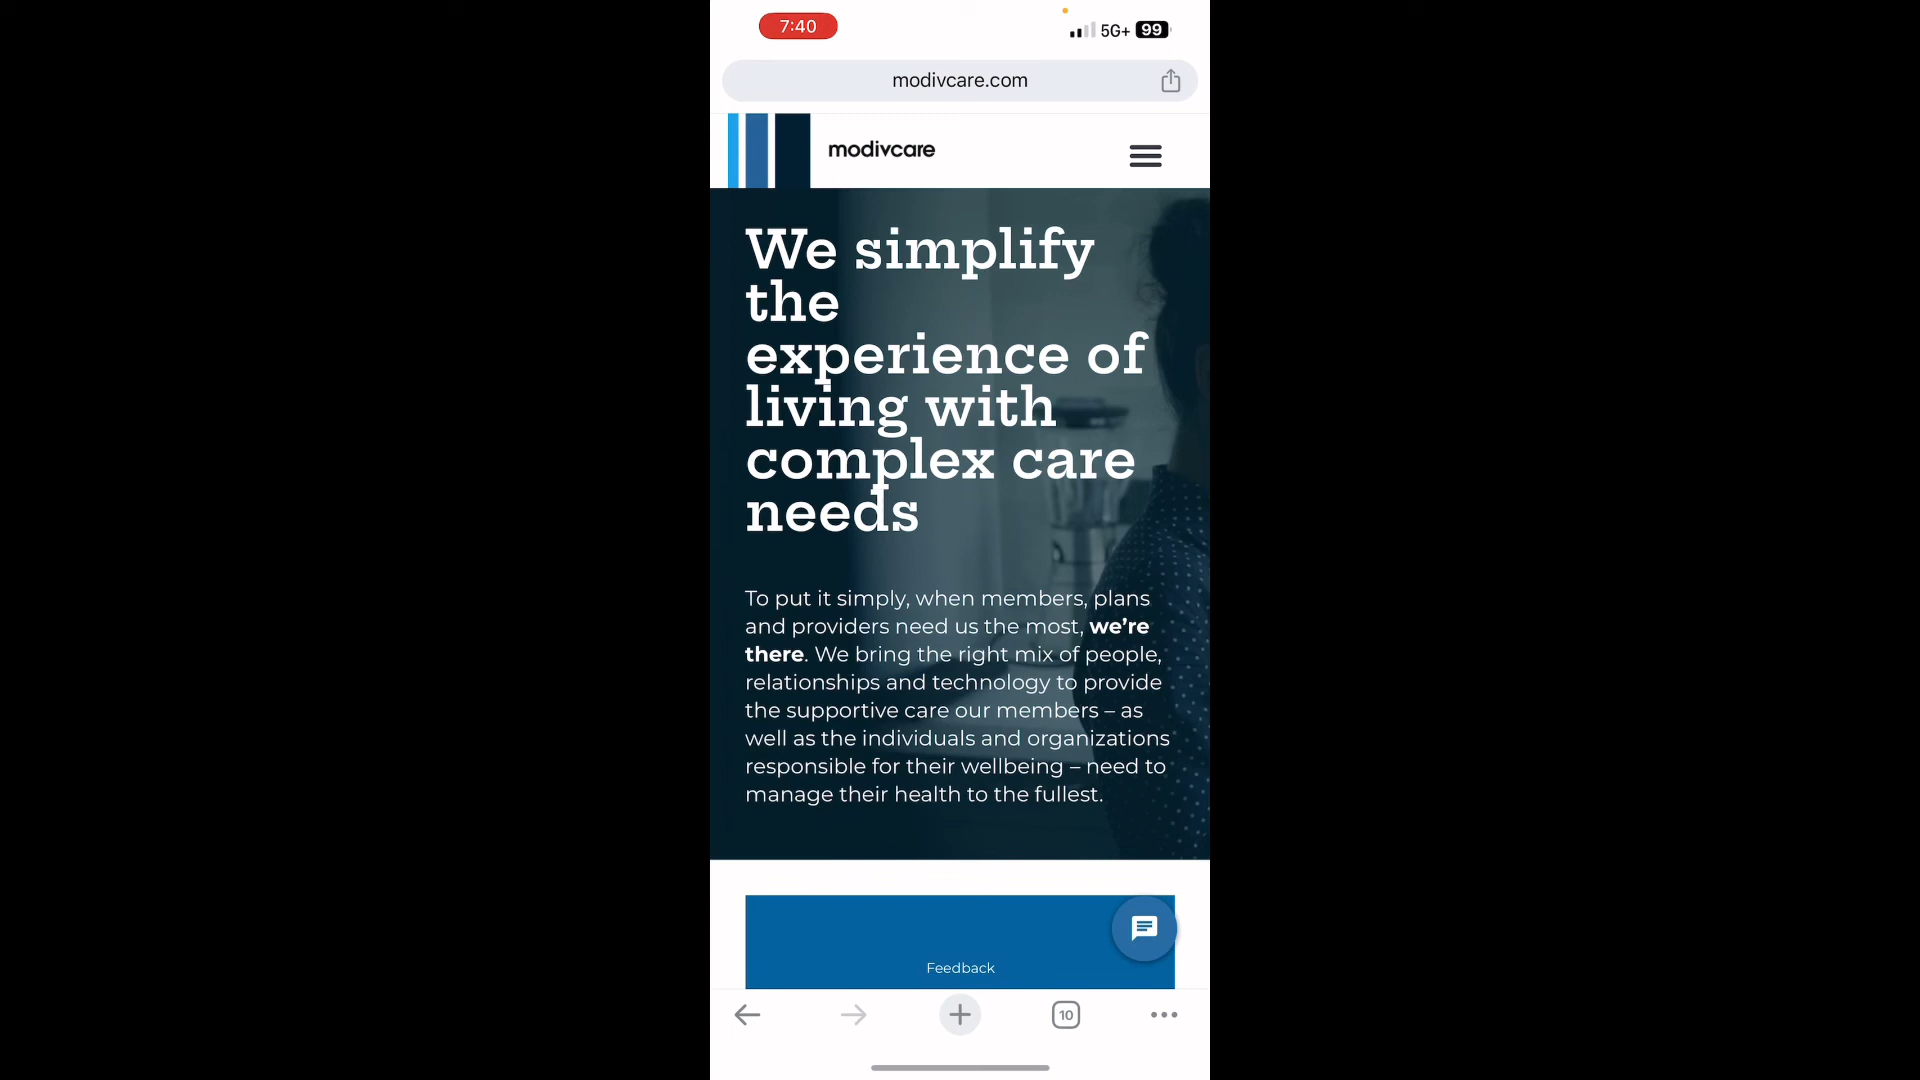 7:40
5G+ 99
modivcare.com
modivcare
We simplify
the
experience of
living with
complex care
needs
To put it simply, when members, plans
and providers need us the most, we’re
there. We bring the right mix of people,
relationships and technology to provide
the supportive care our members – as
well as the individuals and organizations
responsible for their wellbeing – need to
manage their health to the fullest.
Feedback
10